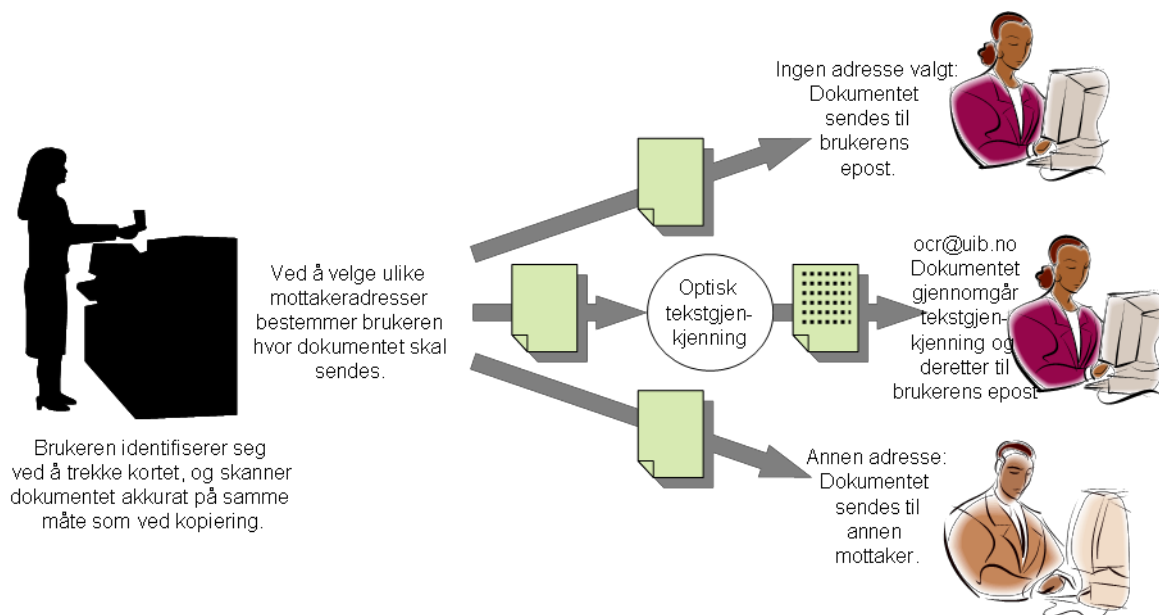 Brukeren identifiserer seg
ved å trekke kortet, og skanner
dokumentet akkurat på samme
måte som ved kopiering.
Ved å velge ulike
mottakeradresser
bestemmer brukeren
hvor dokumentet skal
sendes.
Ingen adresse valgt:
Dokumentet
sendes til
brukerens
epost.
Optisk
tekstgjen-
kjenning
ocr@uib.no
Dokumentet
gjennomgår
tekstgjen-
kjenning og
deretter til
brukerens epost
Annen adresse:
Dokumentet
sendes til
annen
mottaker.